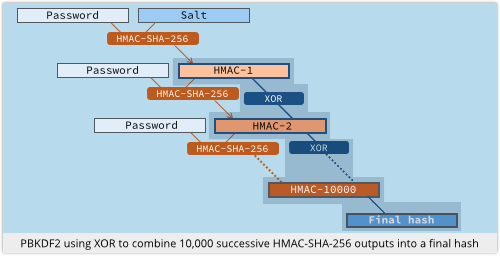 Password
Salt
HMAC-SHA-256
Password
HMAC-1
HMAC-SHA-256
XOR
Password
HMAC-2
HMAC-SHA-256
XOR
HMAC-10000
Final hash
PBKDF2 using XOR to combine 10,000 successive HMAC-SHA-256 outputs into a final hash